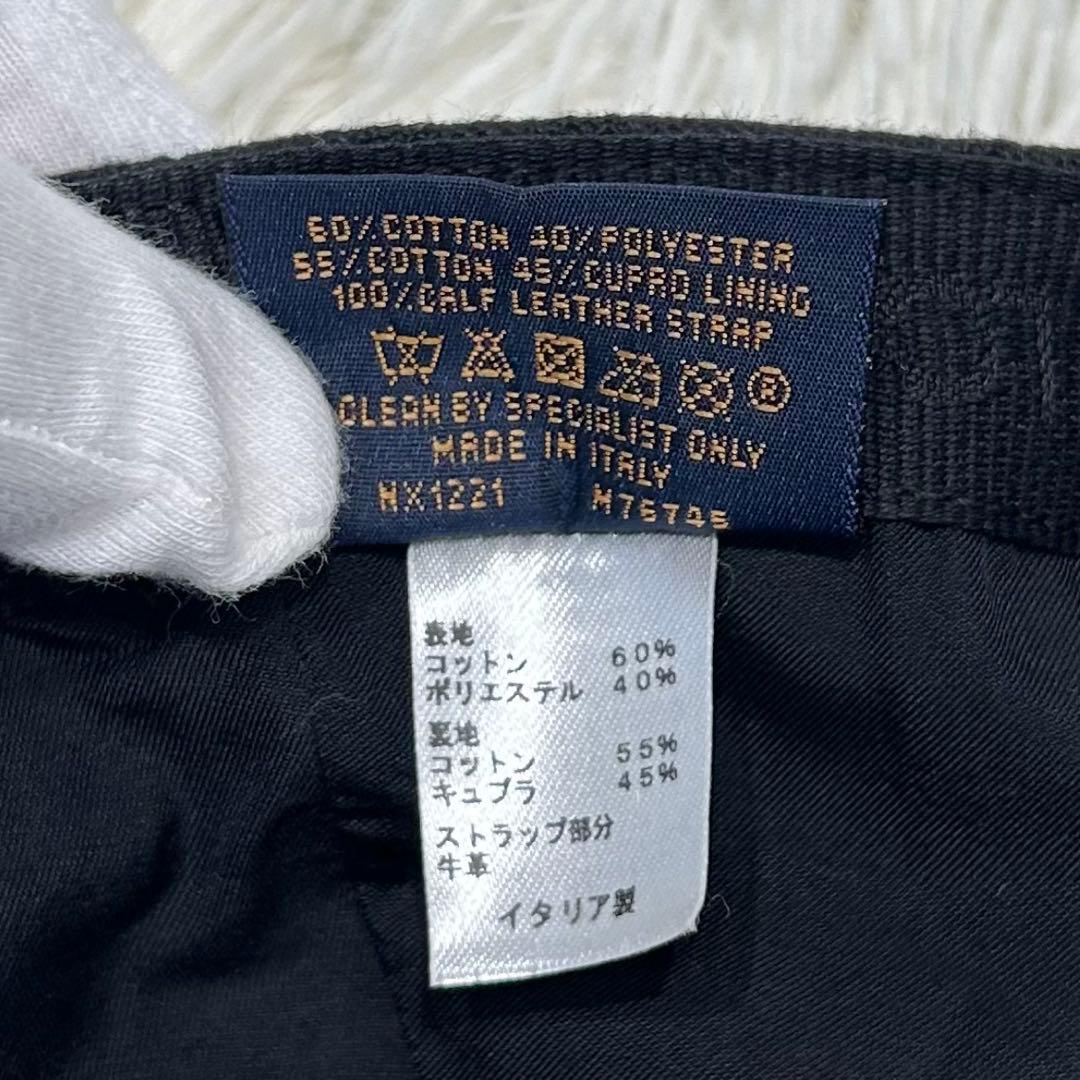 60%COTTON 40%POLYESTER
55%COTTON 45%CUPRO LINING
100%CALF LEATHER STRAP
CLEAN BY SPECIALIST ONLY
MADE IN ITALY
NX1221 M76745
表地
コットン 60%
ポリエステル 40%
裏地
コットン 55%
キュプラ 45%
ストラップ部分
牛革
イタリア製